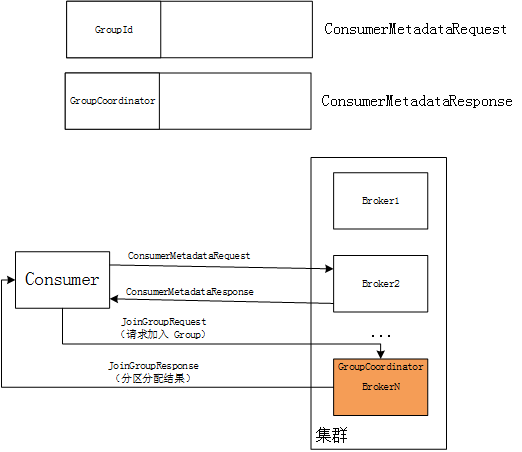 GroupId
ConsumerMetadataRequest
GroupCoordinator
ConsumerMetadataResponse
Broker1
ConsumerMetadataRequest
Consumer
Broker2
ConsumerMetadataResponse
JoinGroupRequest
（请求加入 Group）
...
JoinGroupResponse
（分区分配结果）
GroupCoordinator
BrokerN
集群